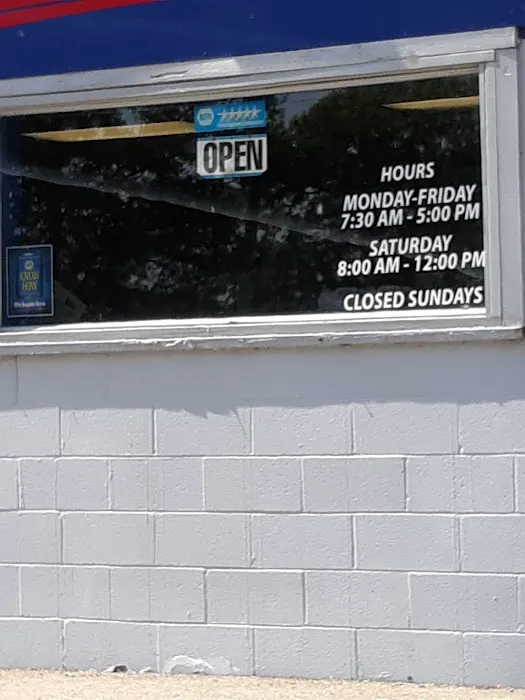 NAPA
OPEN
HOURS
MONDAY-FRIDAY
7:30 AM - 5:00 PM
SATURDAY
8:00 AM - 12:00 PM
CLOSED SUNDAYS
KNOW
HOW